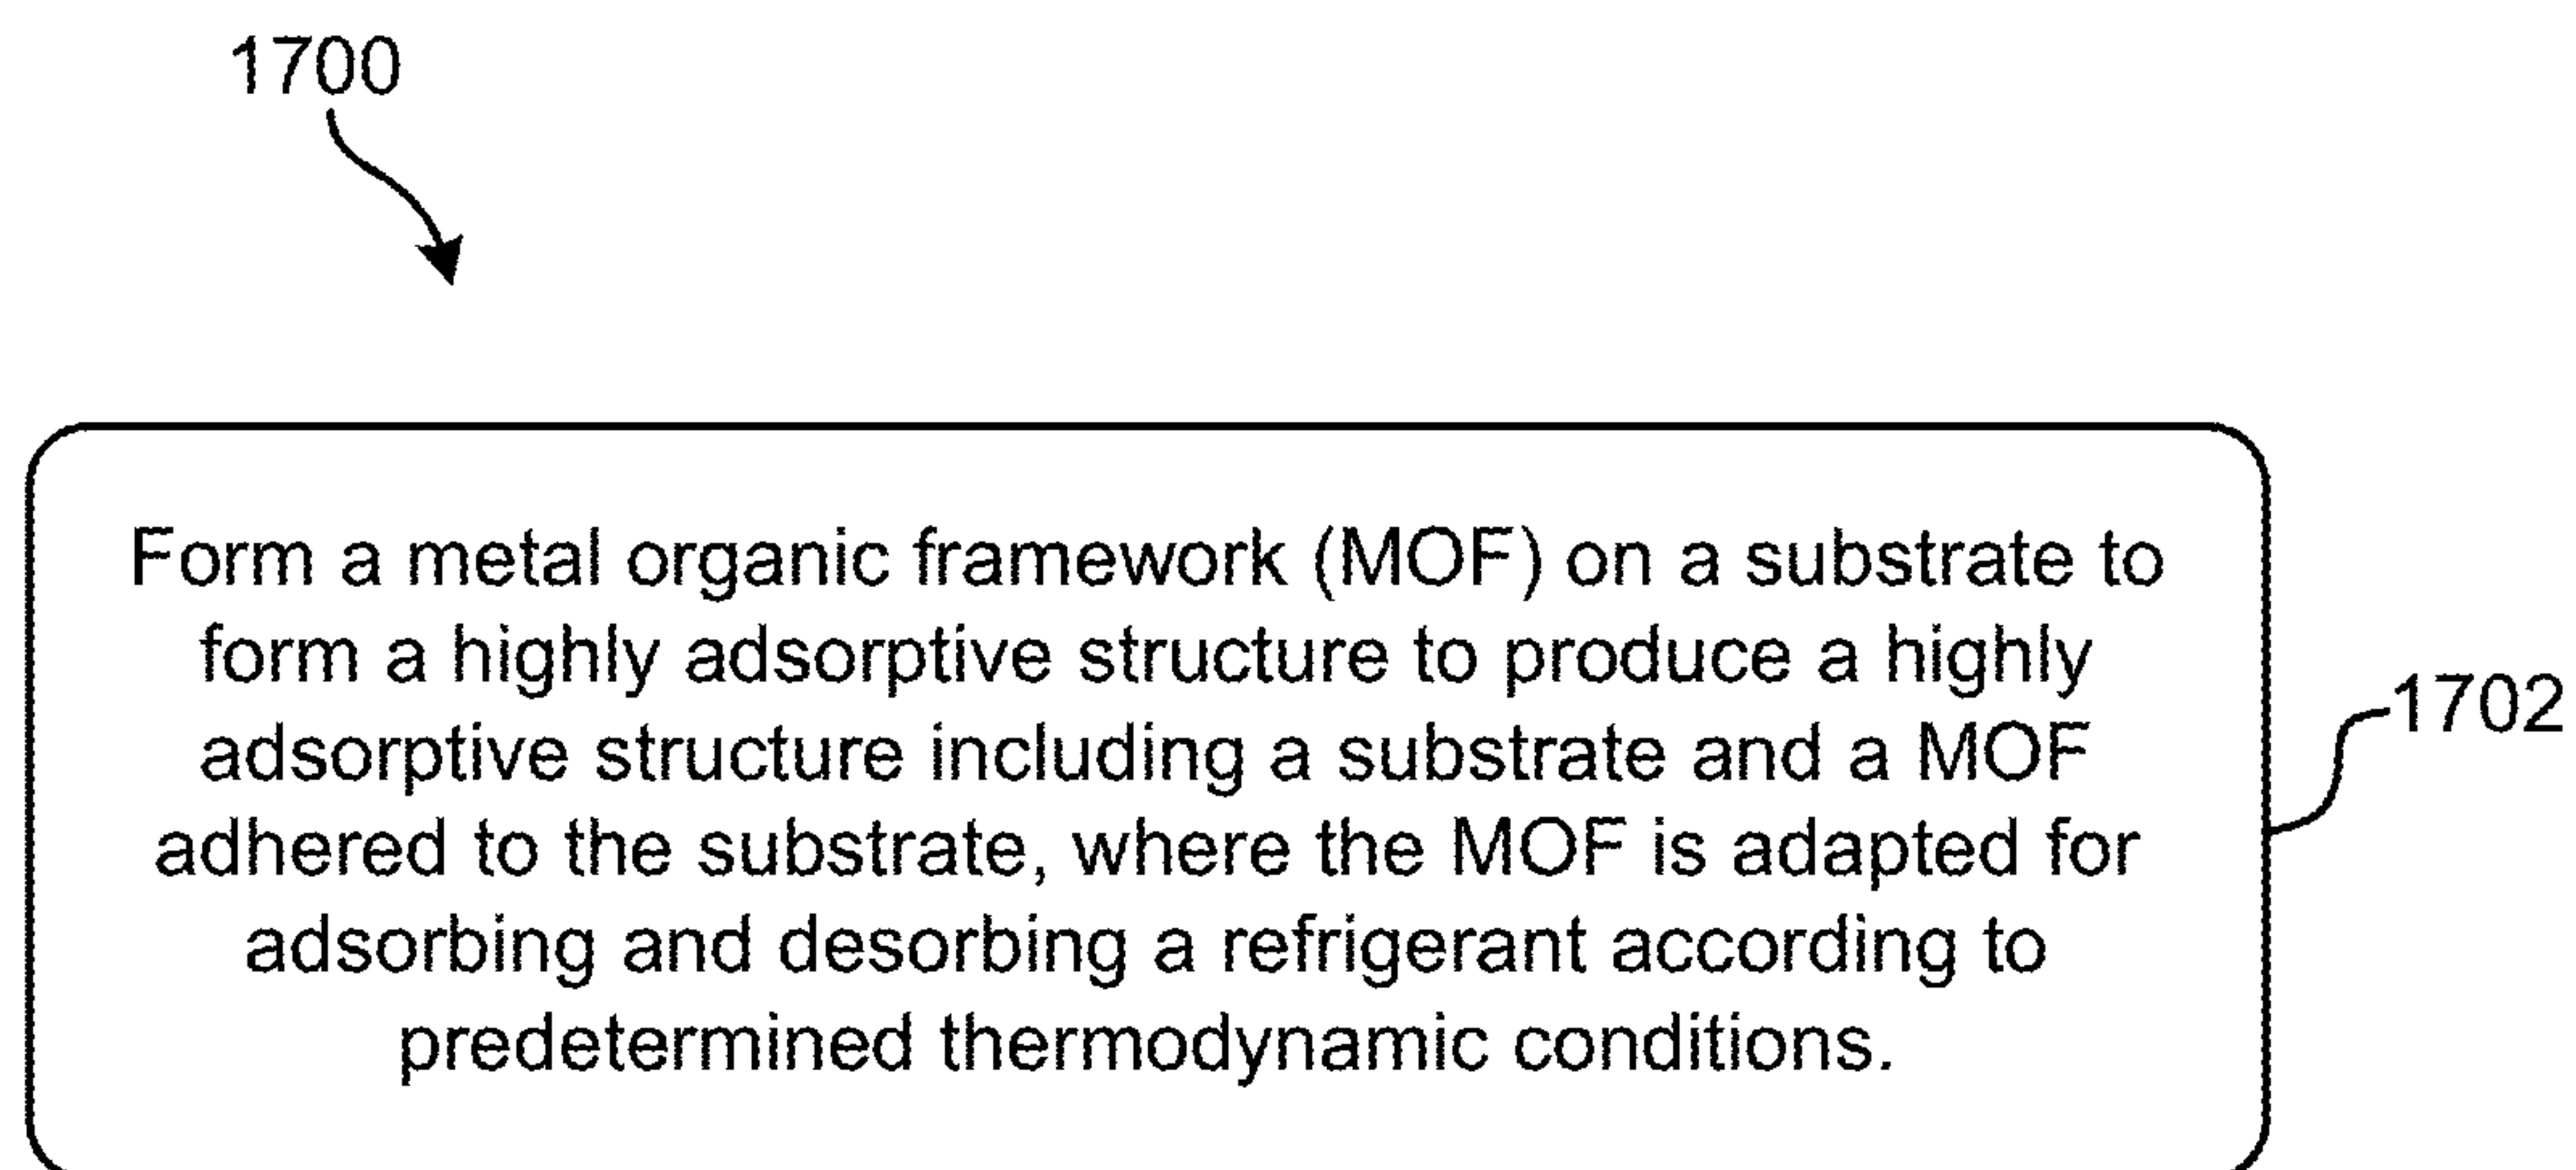 1700
Form a metal organic framework (MOF) on a substrate to
form a highly adsorptive structure to produce a highly
adsorptive structure including a substrate and a MOF
adhered to the substrate, where the MOF is adapted for
adsorbing and desorbing a refrigerant according to
predetermined thermodynamic conditions.
1702